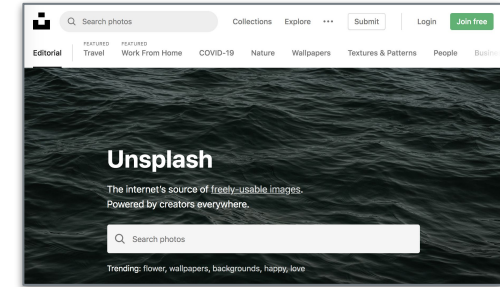 Search photos
Collections Explore ••• Submit Login Join free
Editorial
FEATURED
Travel
FEATURED
Work From Home
COVID-19 Nature Wallpapers Textures & Patterns People
Unsplash
The internet's source of freely-usable images.
Powered by creators everywhere.
Search photos
Trending: flower, wallpapers, backgrounds, happy, love